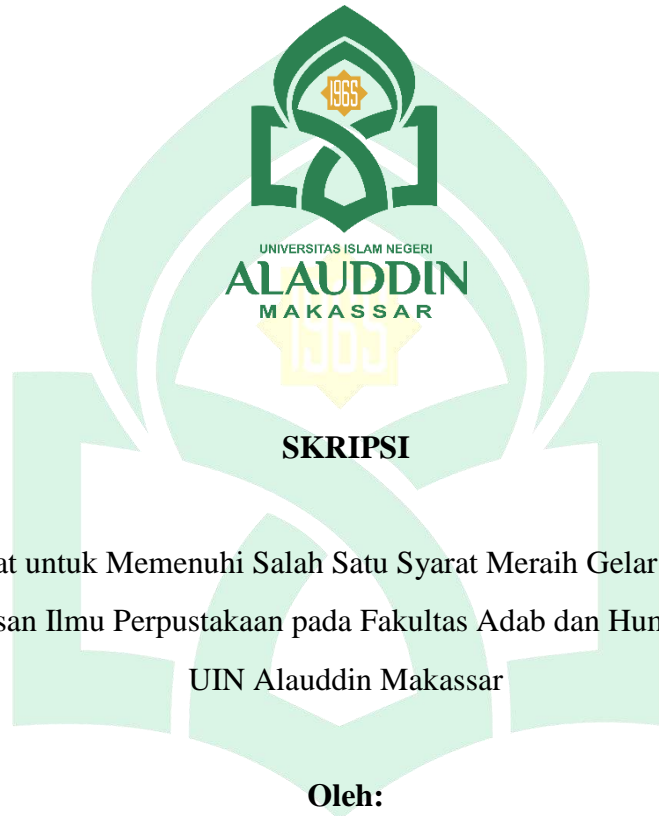 1965
UNIVERSITAS ISLAM NEGERI
ALAUDDIN
MAKASSAR
1965
SKRIPSI
untuk Memenuhi Salah Satu Syarat Meraih Gelar
Ilmu Perpustakaan pada Fakultas Adab dan
UIN Alauddin Makassar
Oleh: